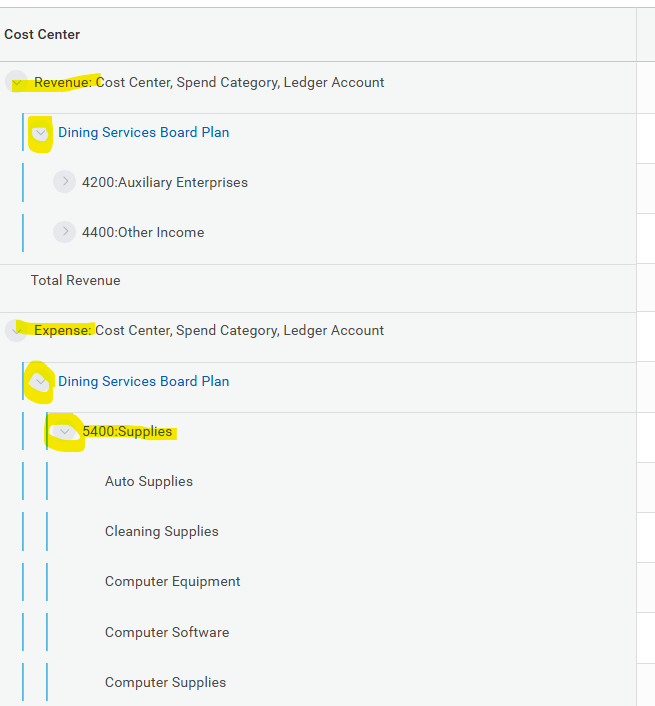 Cost Center
Revenue: Cost Center, Spend Category, Ledger Account
Dining Services Board Plan
4200:Auxiliary Enterprises
4400:Other Income
Total Revenue
Expense: Cost Center, Spend Category, Ledger Account
Dining Services Board Plan
5400:Supplies
Auto Supplies
Cleaning Supplies
Computer Equipment
Computer Software
Computer Supplies